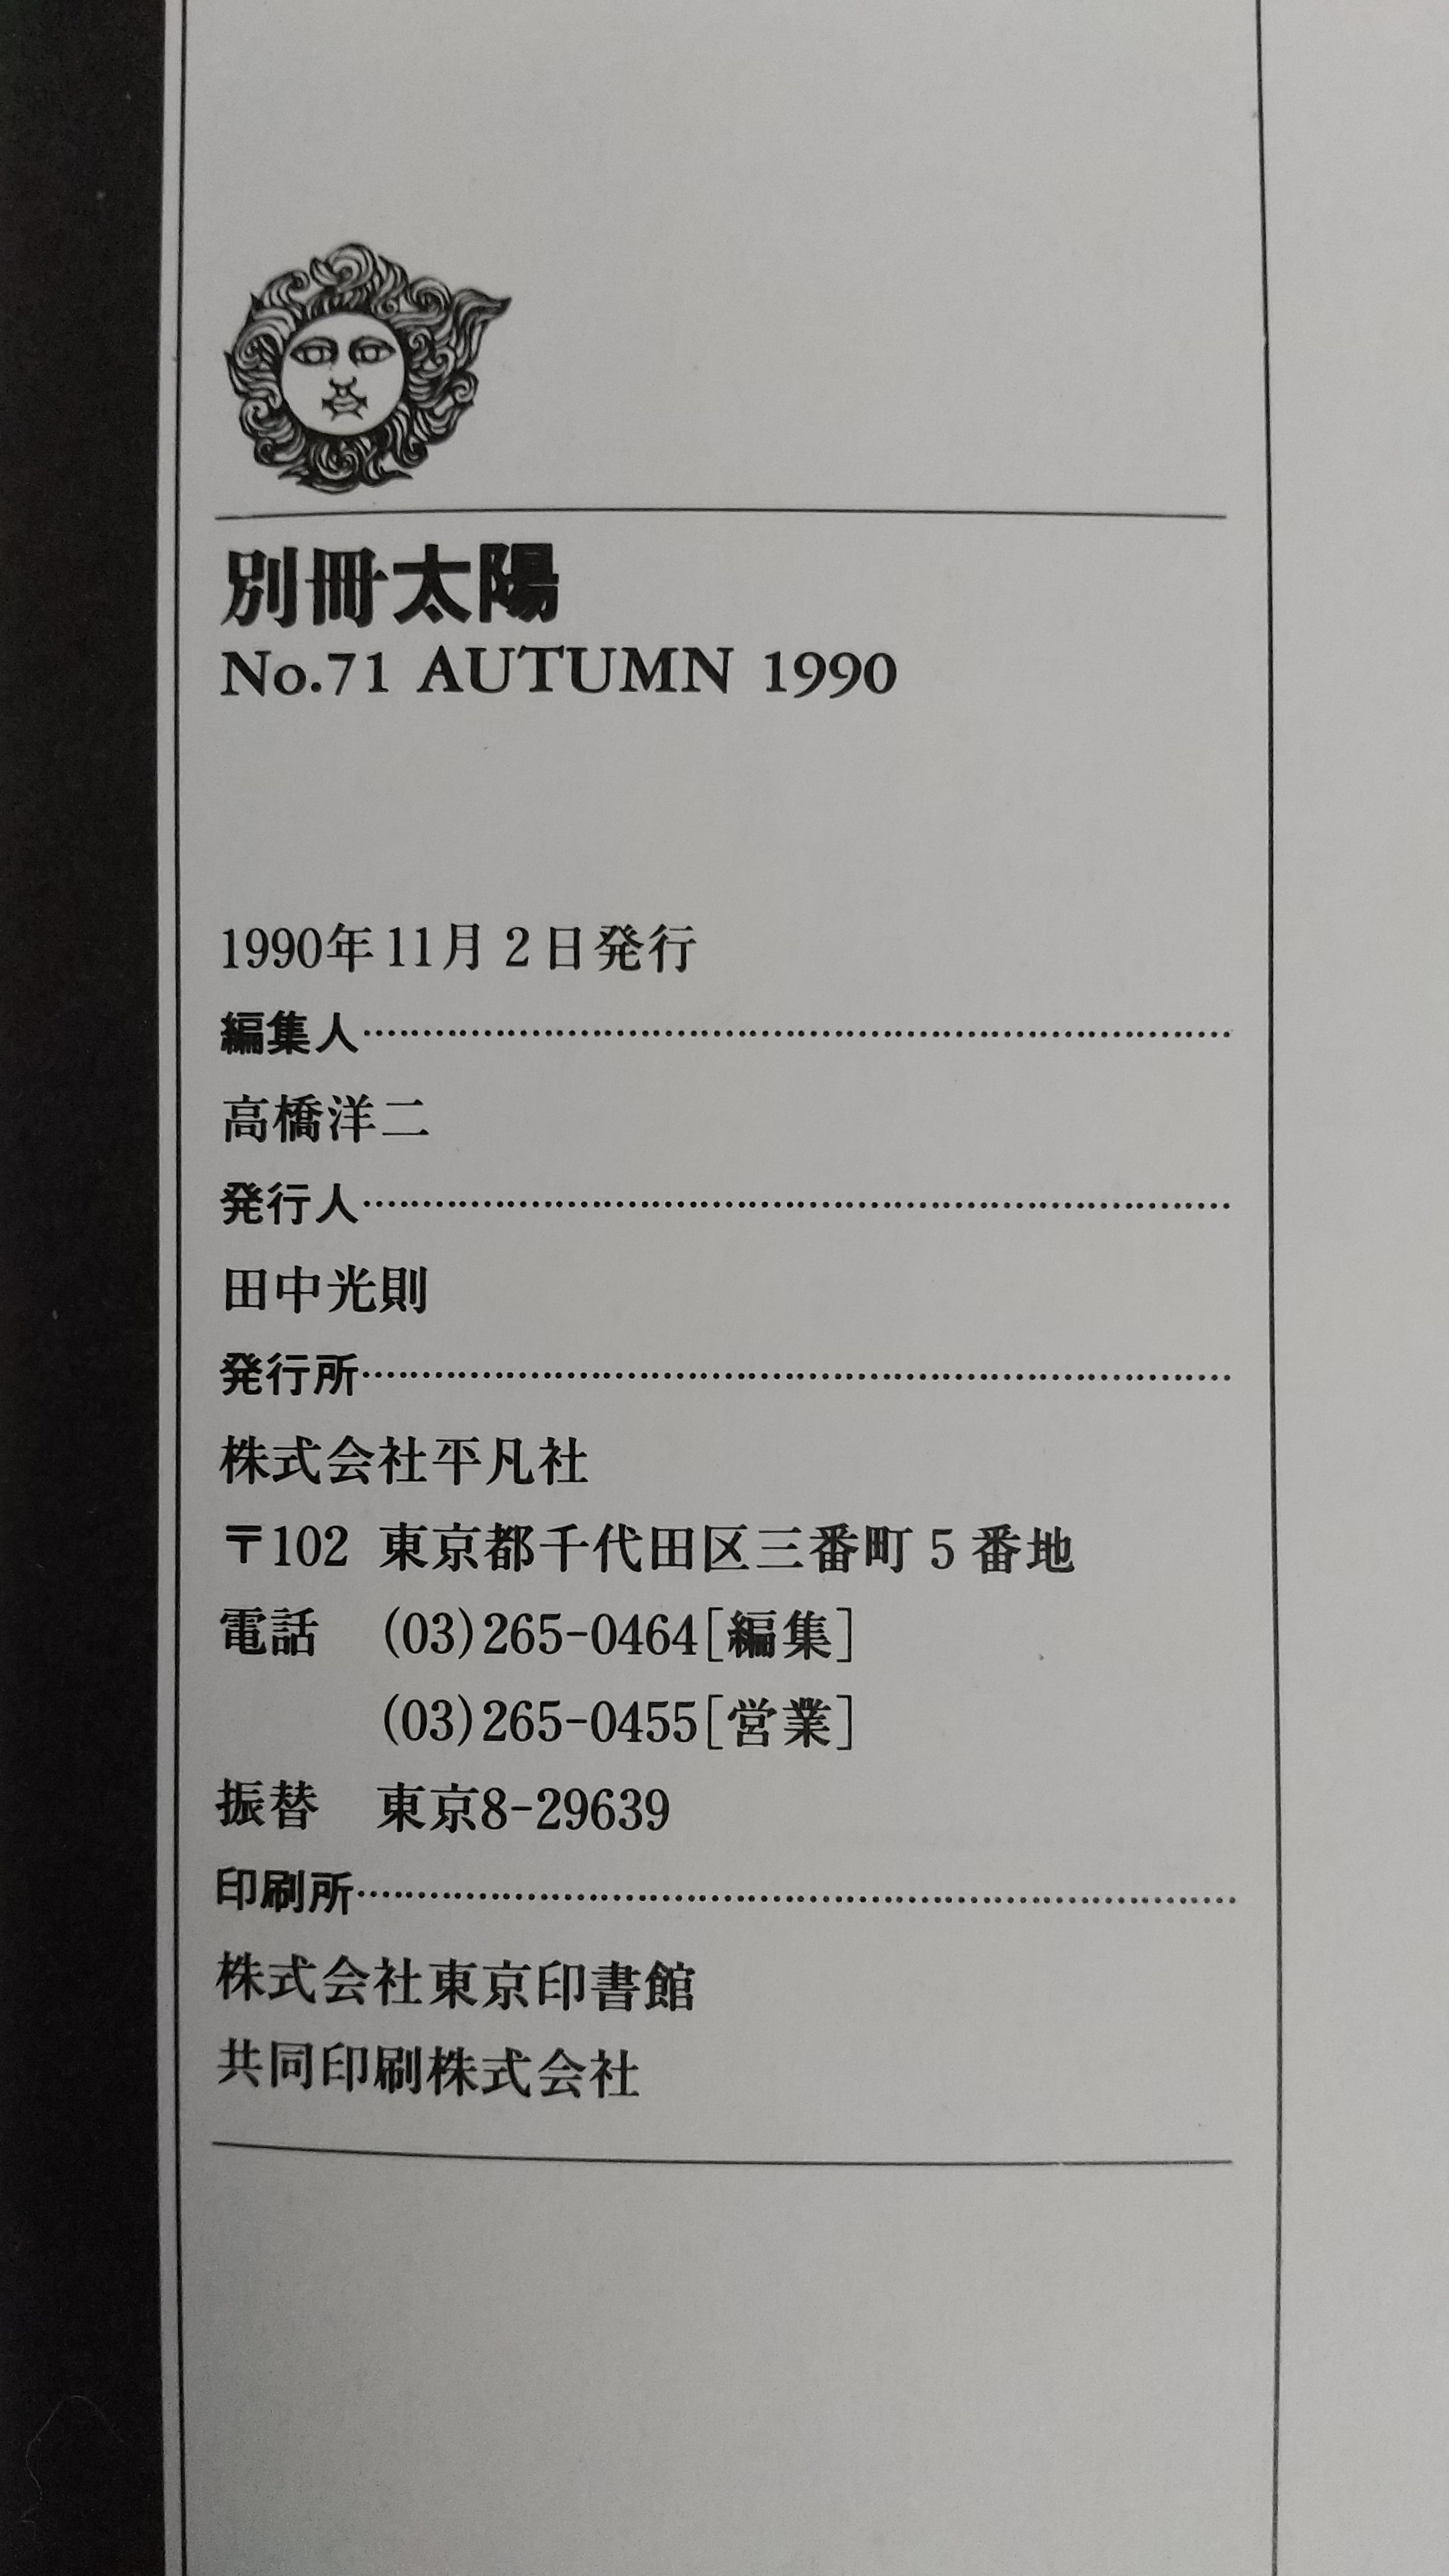 別冊太陽
No.71 AUTUMN 1990
1990年11月2日発行
編集人
高橋洋二
発行人
田中光則
発行所
株式会社平凡社
〒102 東京都千代田区三番町5番地
電話 (03)265-0464[編集]
(03)265-0455[営業]
振替 東京8-29639
印刷所
株式会社東京印書館
共同印刷株式会社